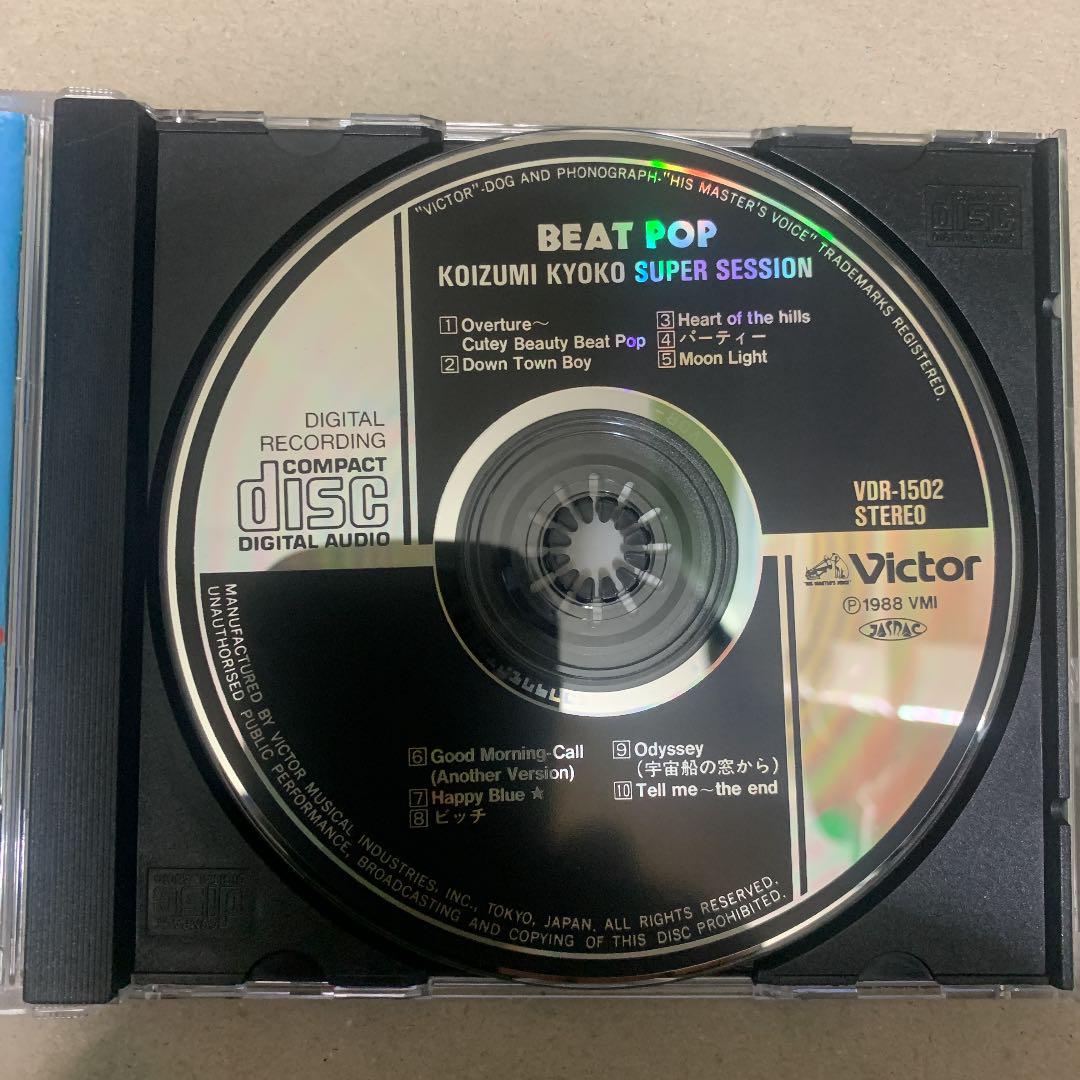 "VICTOR"-DOG AND PHONOGRAPH-"HIS MASTER'S VOICE" TRADEMARKS REGISTERED.
BEAT POP
KOIZUMI KYOKO SUPER SESSION
1 Overture~
Cutey Beauty Beat Pop
2 Down Town Boy
3 Heart of the hills
4 パーティー
5 Moon Light
DIGITAL
RECORDING
COMPACT
disc
DIGITAL AUDIO
VDR-1502
STEREO
"HIS MASTER'S VOICE"
Victor
Ⓟ1988 VMI
JASRAC
6 Good Morning-Call
(Another Version)
7 Happy Blue ☆
8 ビッチ
9 Odyssey
(宇宙船の窓から)
10 Tell me~the end
MANUFACTURED BY VICTOR MUSICAL INDUSTRIES, INC., TOKYO, JAPAN. ALL RIGHTS RESERVED.
UNAUTHORISED PUBLIC PERFORMANCE, BROADCASTING AND COPYING OF THIS DISC PROHIBITED.
disc